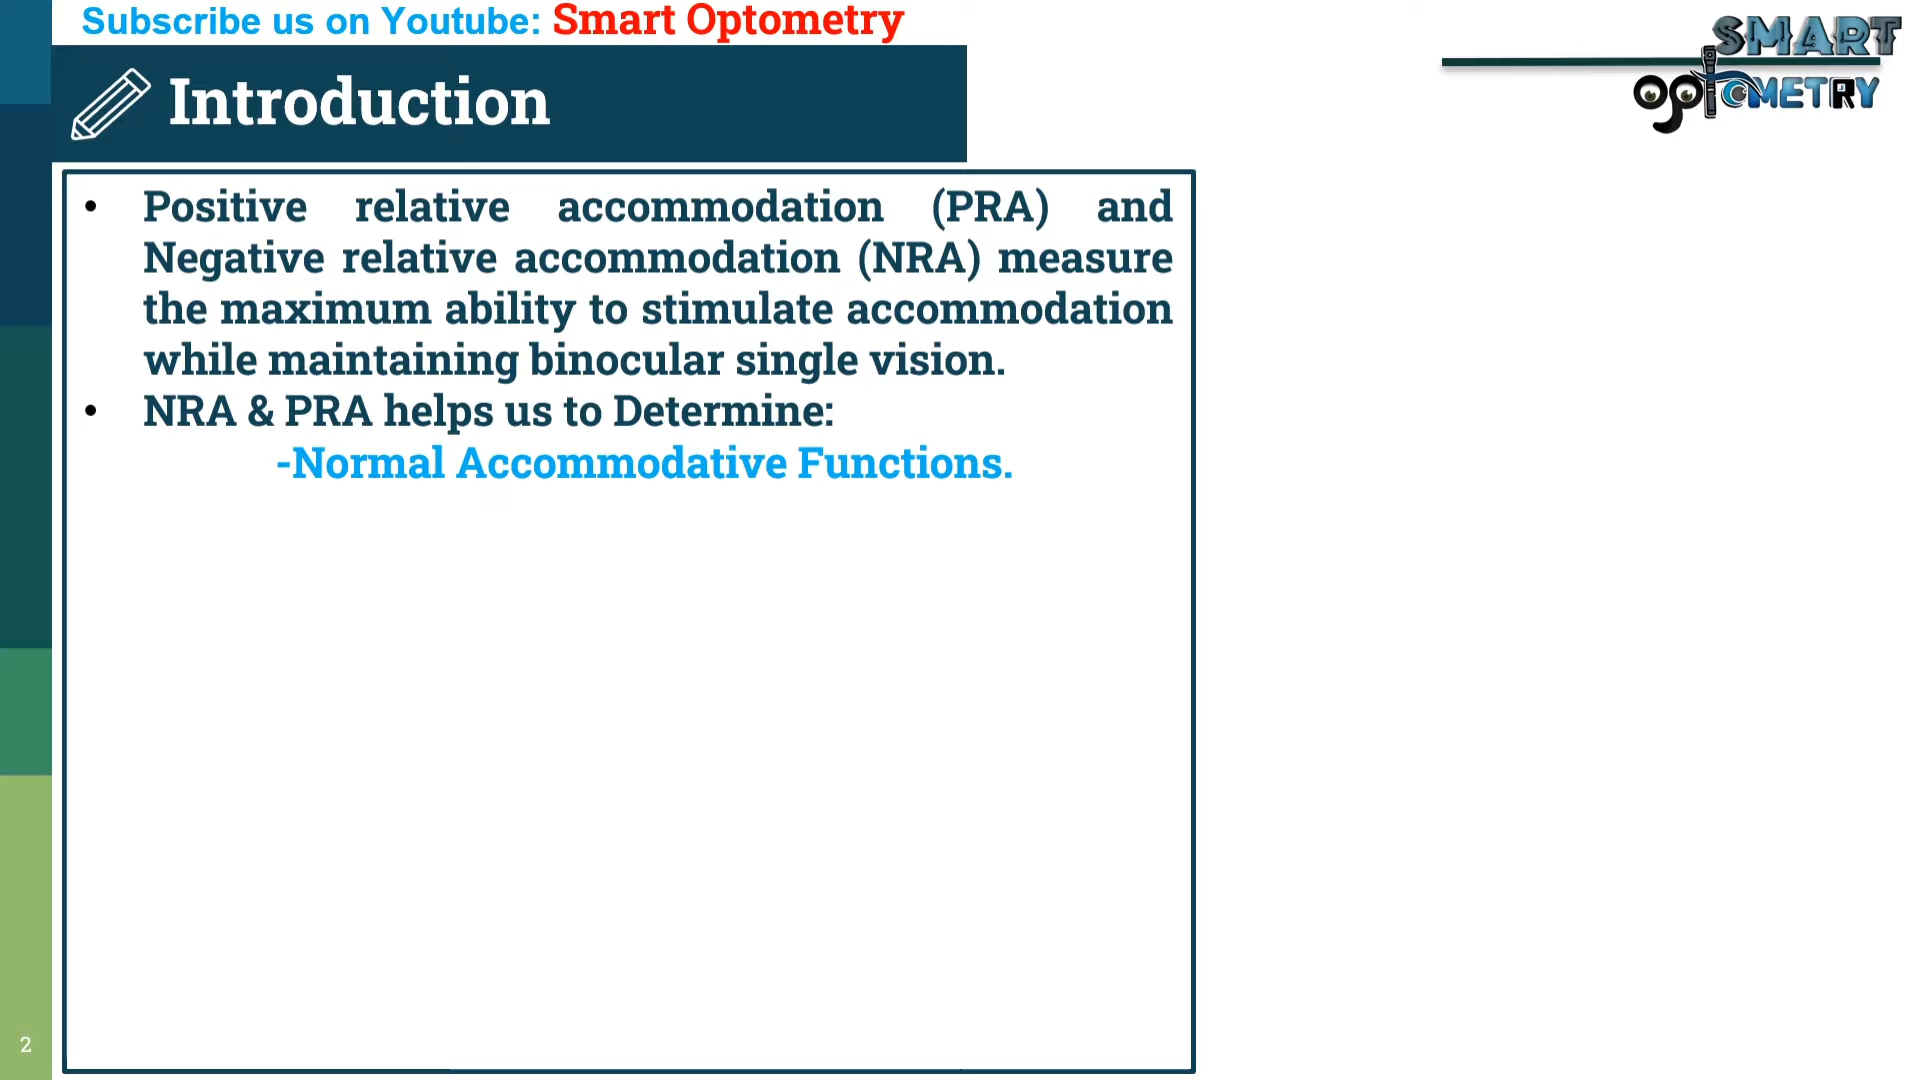 Subscribe us on Youtube: Smart Optometry
SMART
OptOMETRY
Introduction
• Positive relative accommodation (PRA) and
Negative relative accommodation (NRA) measure
the maximum ability to stimulate accommodation
while maintaining binocular single vision.
• NRA & PRA helps us to Determine:
-Normal Accommodative Functions.
2